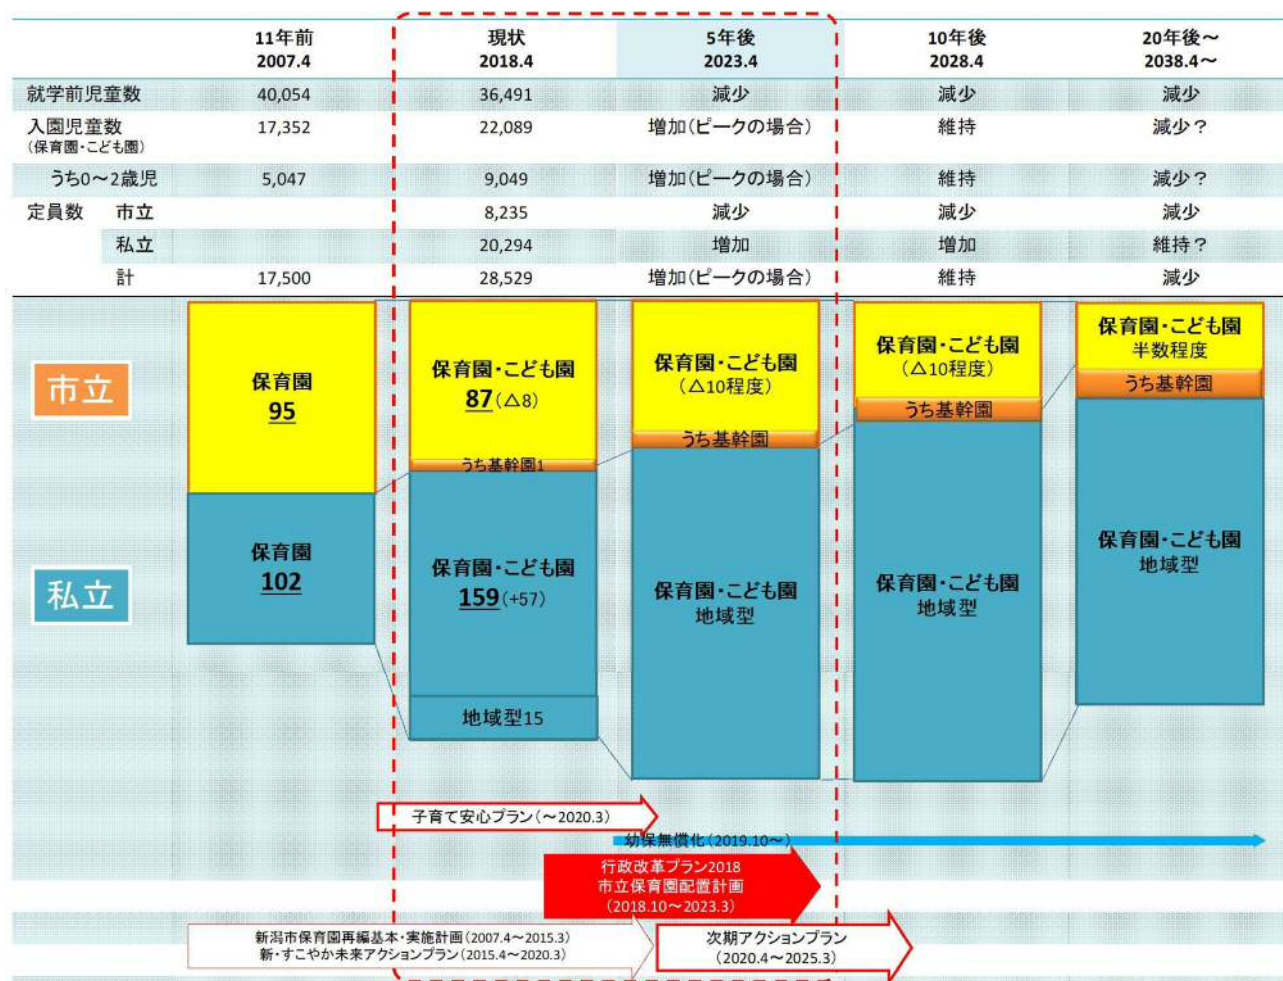 11年前 現状 5年後 10年後 20年後～
2007.4 2018.4 2023.4 2028.4 2038.4～
就学前児童数 40,054 36,491 減少 減少 減少
入園児童数 17,352 22,089 増加(ピークの場合) 維持 減少？
(保育園・こども園)
うち0～2歳児 5,047 9,049 増加(ピークの場合) 維持 減少？
定員数 市立 8,235 減少 減少 減少
私立 20,294 増加 増加 維持？
計 17,500 28,529 増加(ピークの場合) 維持 減少
市立
保育園
95
保育園・こども園
87(△8)
うち基幹園1
保育園・こども園
(△10程度)
うち基幹園
保育園・こども園
(△10程度)
うち基幹園
保育園・こども園
半数程度
うち基幹園
私立
保育園
102
保育園・こども園
159(+57)
地域型15
保育園・こども園
地域型
保育園・こども園
地域型
保育園・こども園
地域型
子育て安心プラン(～2020.3)
幼保無償化(2019.10～)
行政改革プラン2018
市立保育園配置計画
(2018.10～2023.3)
新潟市保育園再編基本・実施計画(2007.4～2015.3)
新・すこやか未来アクションプラン(2015.4～2020.3)
次期アクションプラン
(2020.4～2025.3)